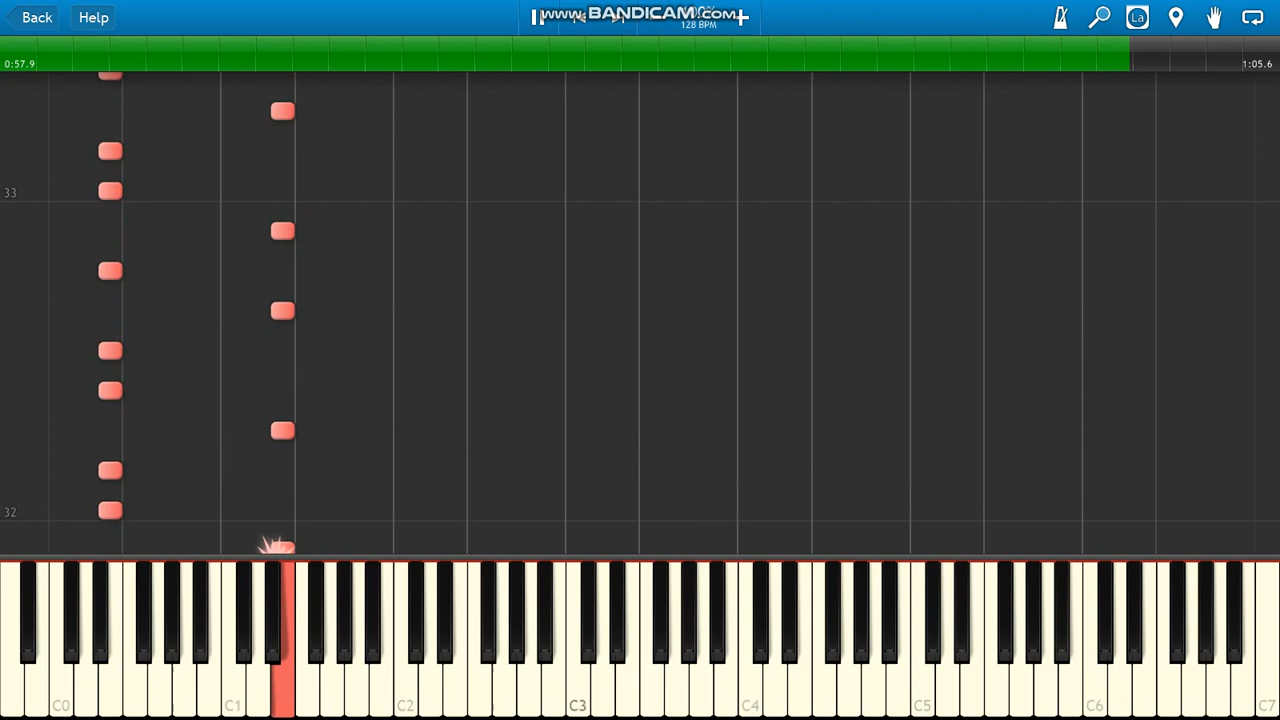 Back Help www.BANDICAM.com La
128 BPM
0:57.9 1:05.6
33
32
C0 C1 C2 C3 C4 C5 C6 C7